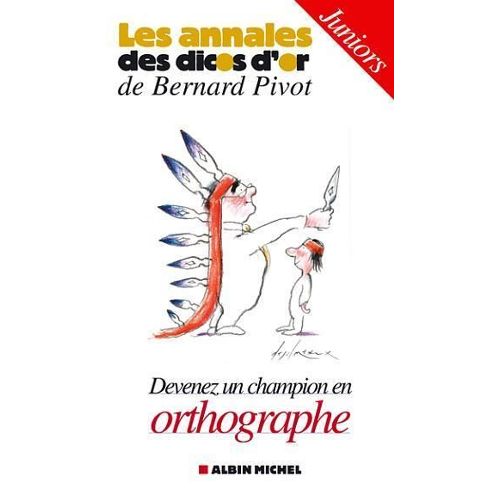 Les annales
des dicos d'or
de Bernard Pivot
Juniors
Devenez un champion en
orthographe
ALBIN MICHEL